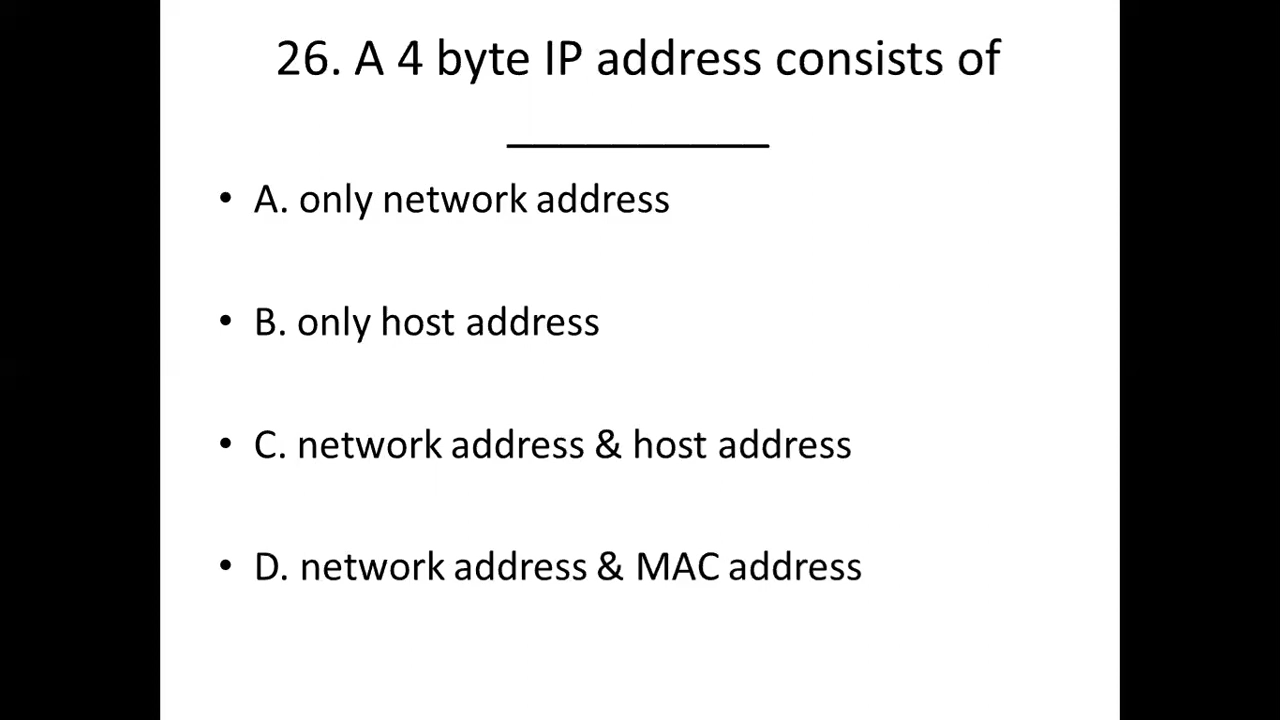 26. A 4 byte IP address consists of
__________
• A. only network address
• B. only host address
• C. network address & host address
• D. network address & MAC address